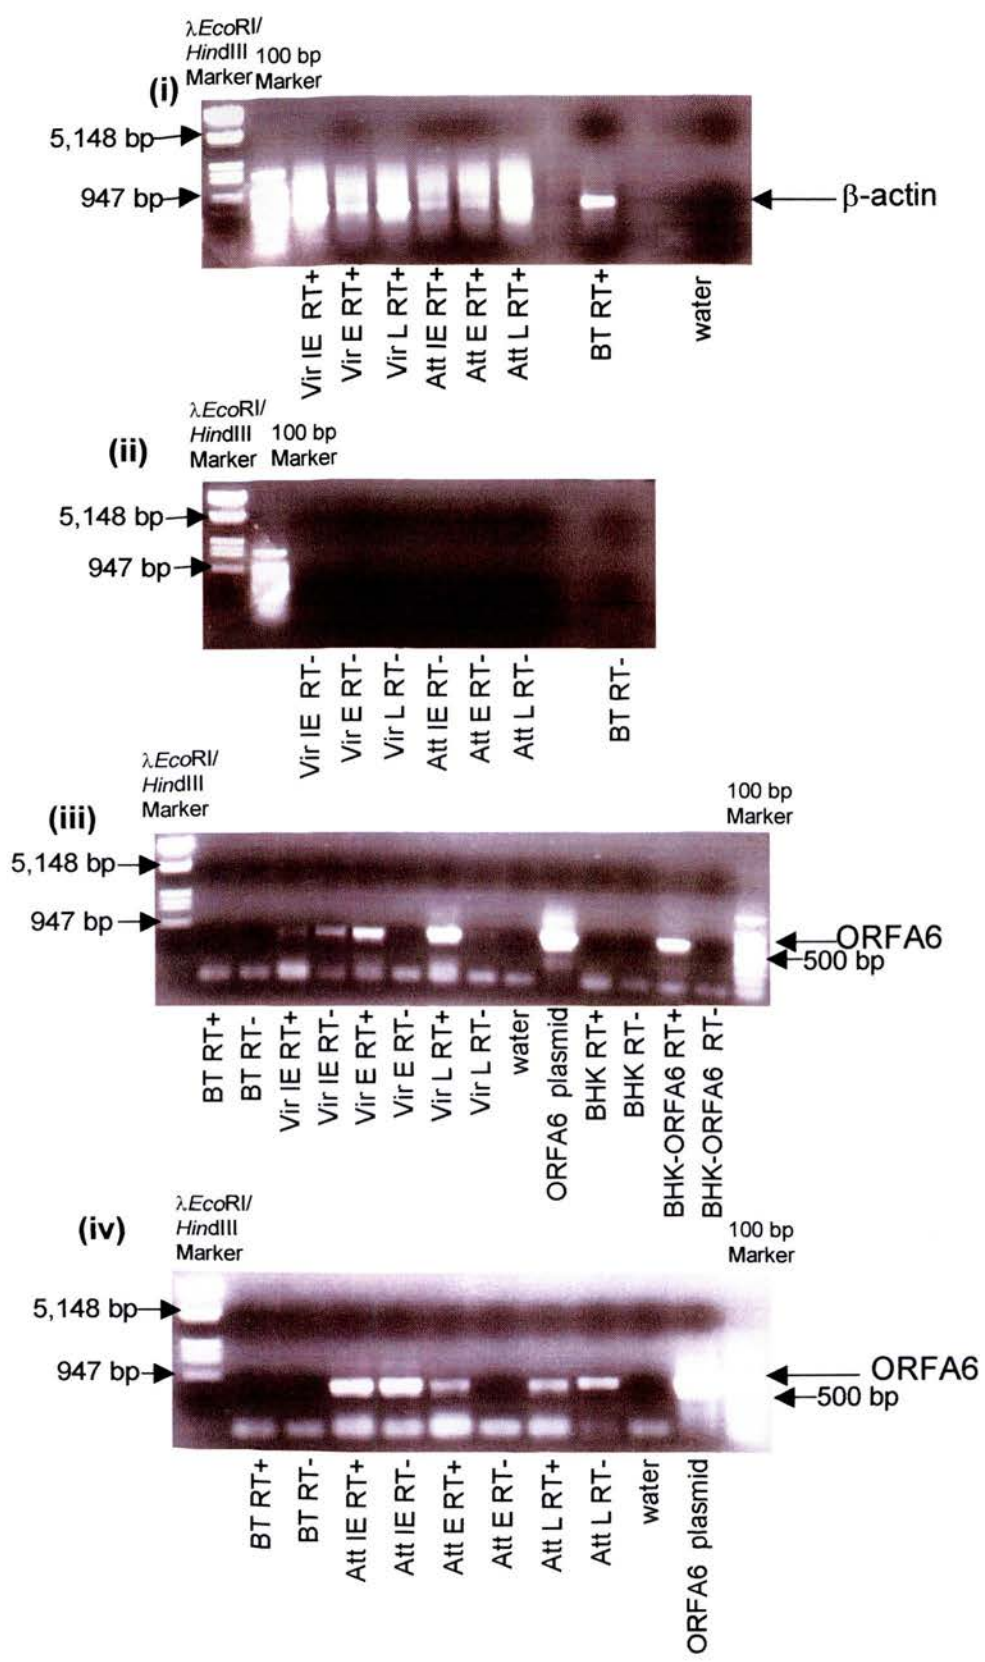 λEcoRI/
HindIII 100 bp
Marker Marker
(i)
5,148 bp
947 bp
β-actin
Vir IE RT+
Vir E RT+
Vir L RT+
Att IE RT+
Att E RT+
Att L RT+
BT RT+
water
λEcoRI/
HindIII 100 bp
Marker Marker
(ii)
5,148 bp
947 bp
Vir IE RT-
Vir E RT-
Vir L RT-
Att IE RT-
Att E RT-
Att L RT-
BT RT-
λEcoRI/
HindIII
Marker
100 bp
Marker
(iii)
5,148 bp
947 bp
ORFA6
500 bp
BT RT+
BT RT-
Vir IE RT+
Vir IE RT-
Vir E RT+
Vir E RT-
Vir L RT+
Vir L RT-
water
ORFA6 plasmid
BHK RT+
BHK RT-
BHK-ORFA6 RT+
BHK-ORFA6 RT-
λEcoRI/
HindIII
Marker
100 bp
Marker
(iv)
5,148 bp
947 bp
ORFA6
500 bp
BT RT+
BT RT-
Att IE RT+
Att IE RT-
Att E RT+
Att E RT-
Att L RT+
Att L RT-
water
ORFA6 plasmid